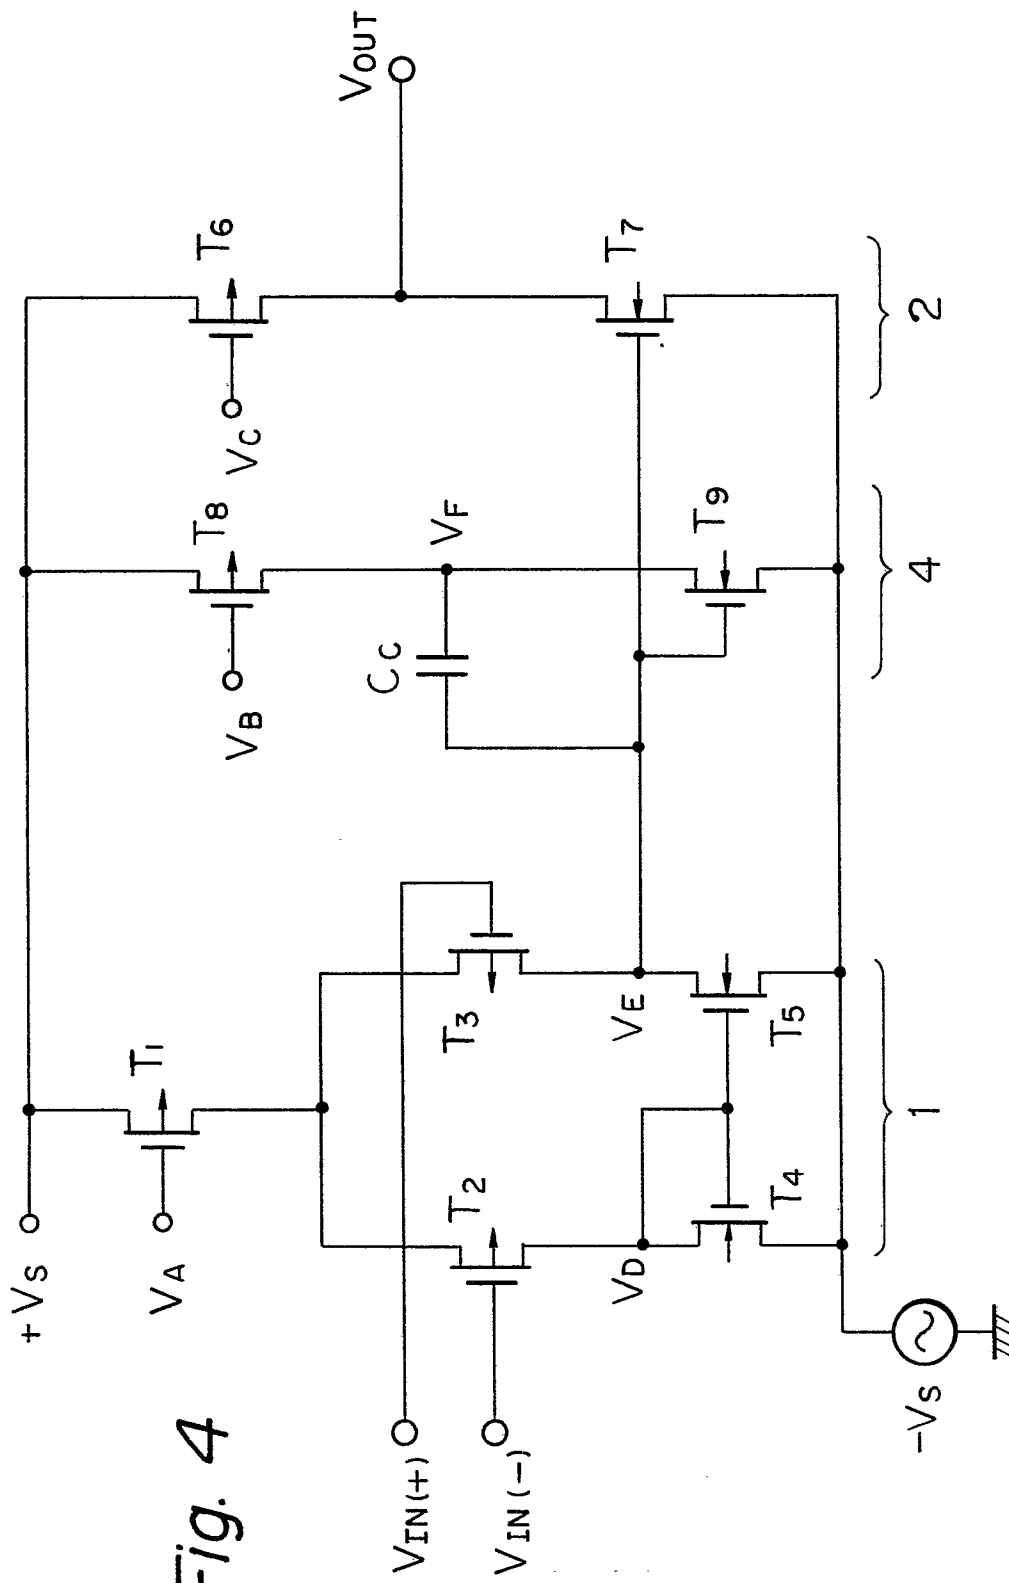 Fig. 4
+VS
VA
T1
VIN(+)
VIN(-)
T2
T3
VD
VE
T4
T5
-VS
1
VB
T8
CC
VF
T9
4
VC
T6
VOUT
T7
2